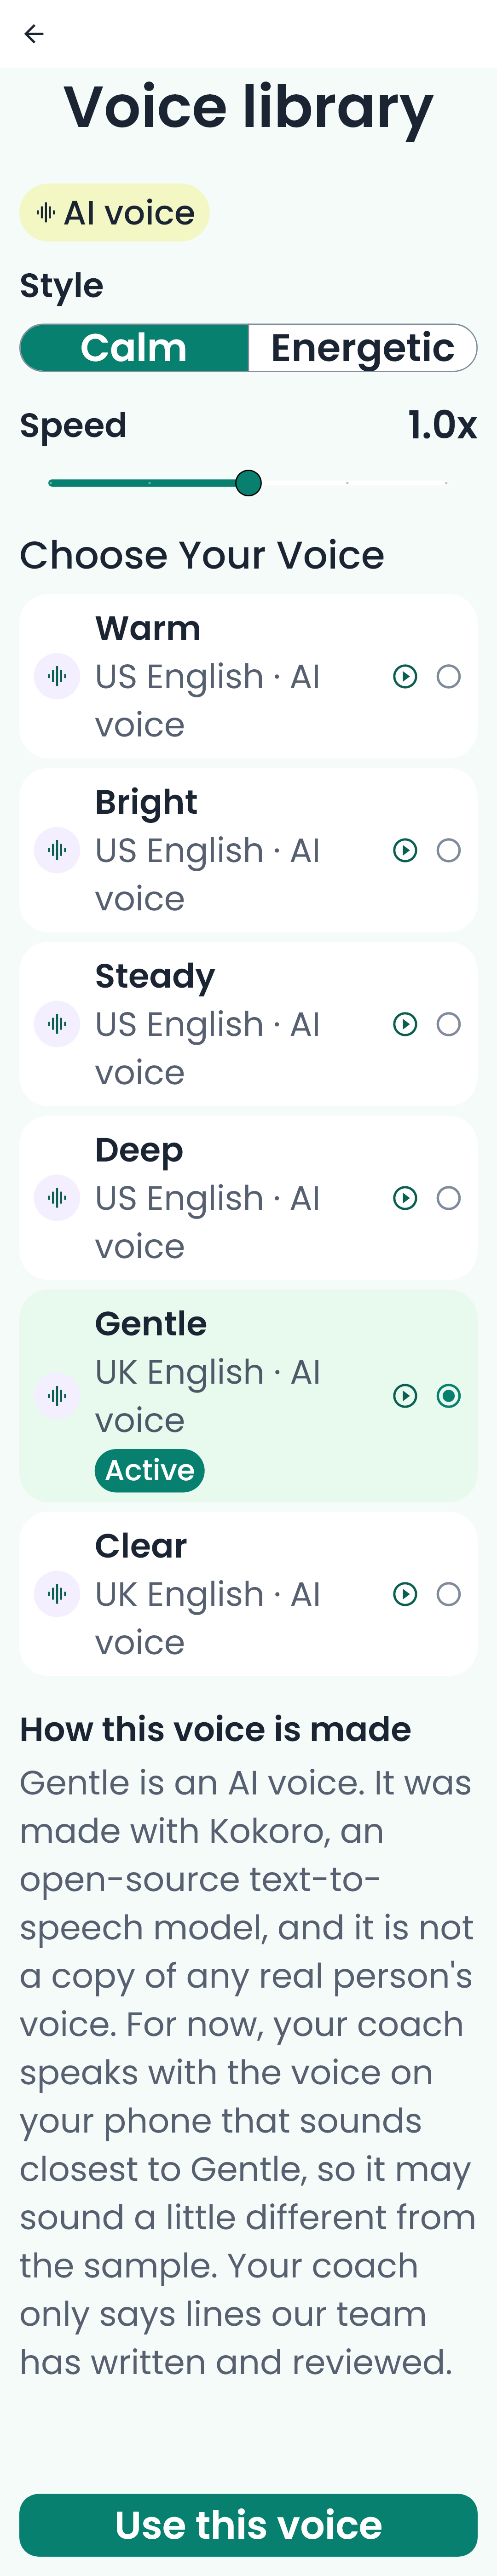 Voice library
AI voice
Style
Calm
Energetic
Speed
1.0x
Choose Your Voice
Warm
US English · AI
voice
Bright
US English · AI
voice
Steady
US English · AI
voice
Deep
US English · AI
voice
Gentle
UK English · AI
voice
Active
Clear
UK English · AI
voice
How this voice is made
Gentle is an AI voice. It was
made with Kokoro, an
open-source text-to-
speech model, and it is not
a copy of any real person's
voice. For now, your coach
speaks with the voice on
your phone that sounds
closest to Gentle, so it may
sound a little different from
the sample. Your coach
only says lines our team
has written and reviewed.
Use this voice